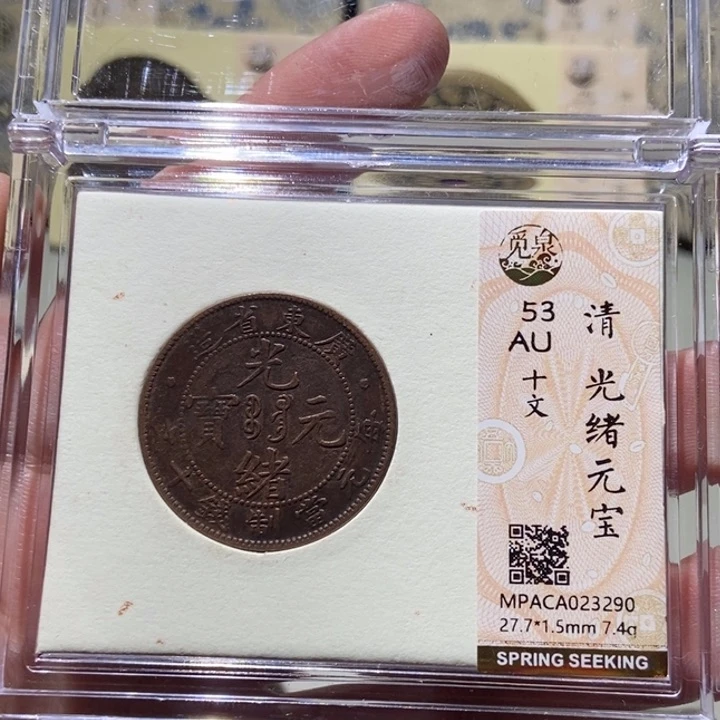 廣東省造
光緒元寶
每元當制錢十文
觅泉
53
AU
十文
清 光绪元宝
MPACA023290
27.7*1.5mm 7.4g
SPRING SEEKING